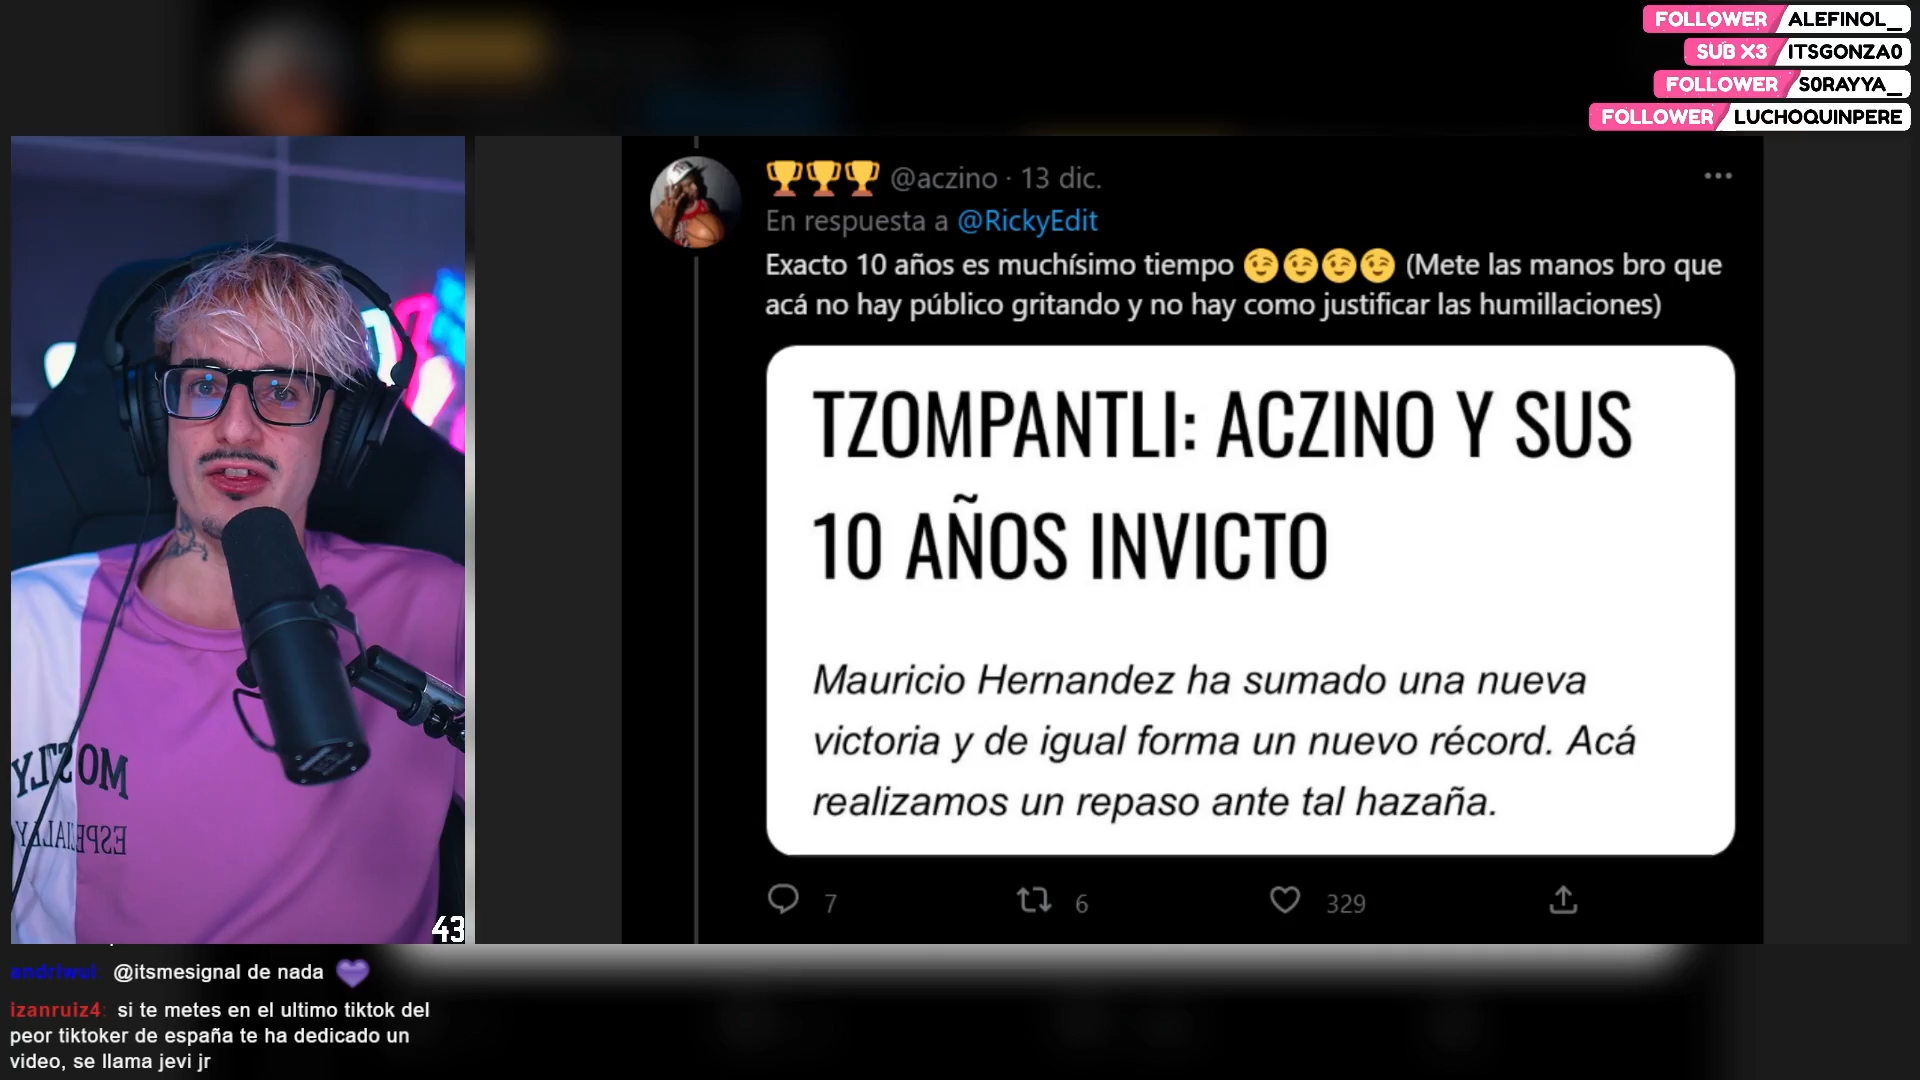 FOLLOWER ALEFINOL_
SUB X3 ITSGONZA0
FOLLOWER S0RAYYA_
FOLLOWER LUCHOQUINPERE
🏆🏆🏆 @aczino · 13 dic.
En respuesta a @RickyEdit
Exacto 10 años es muchísimo tiempo 😉😉😉😉 (Mete las manos bro que
acá no hay público gritando y no hay como justificar las humillaciones)
TZOMPANTLI: ACZINO Y SUS
10 AÑOS INVICTO
Mauricio Hernandez ha sumado una nueva
victoria y de igual forma un nuevo récord. Acá
realizamos un repaso ante tal hazaña.
7 6 329
MOSTLY
ESPECIALLY
43
andriwui: @itsmesignal de nada 💜
izanruiz4: si te metes en el ultimo tiktok del
peor tiktoker de españa te ha dedicado un
video, se llama jevi jr